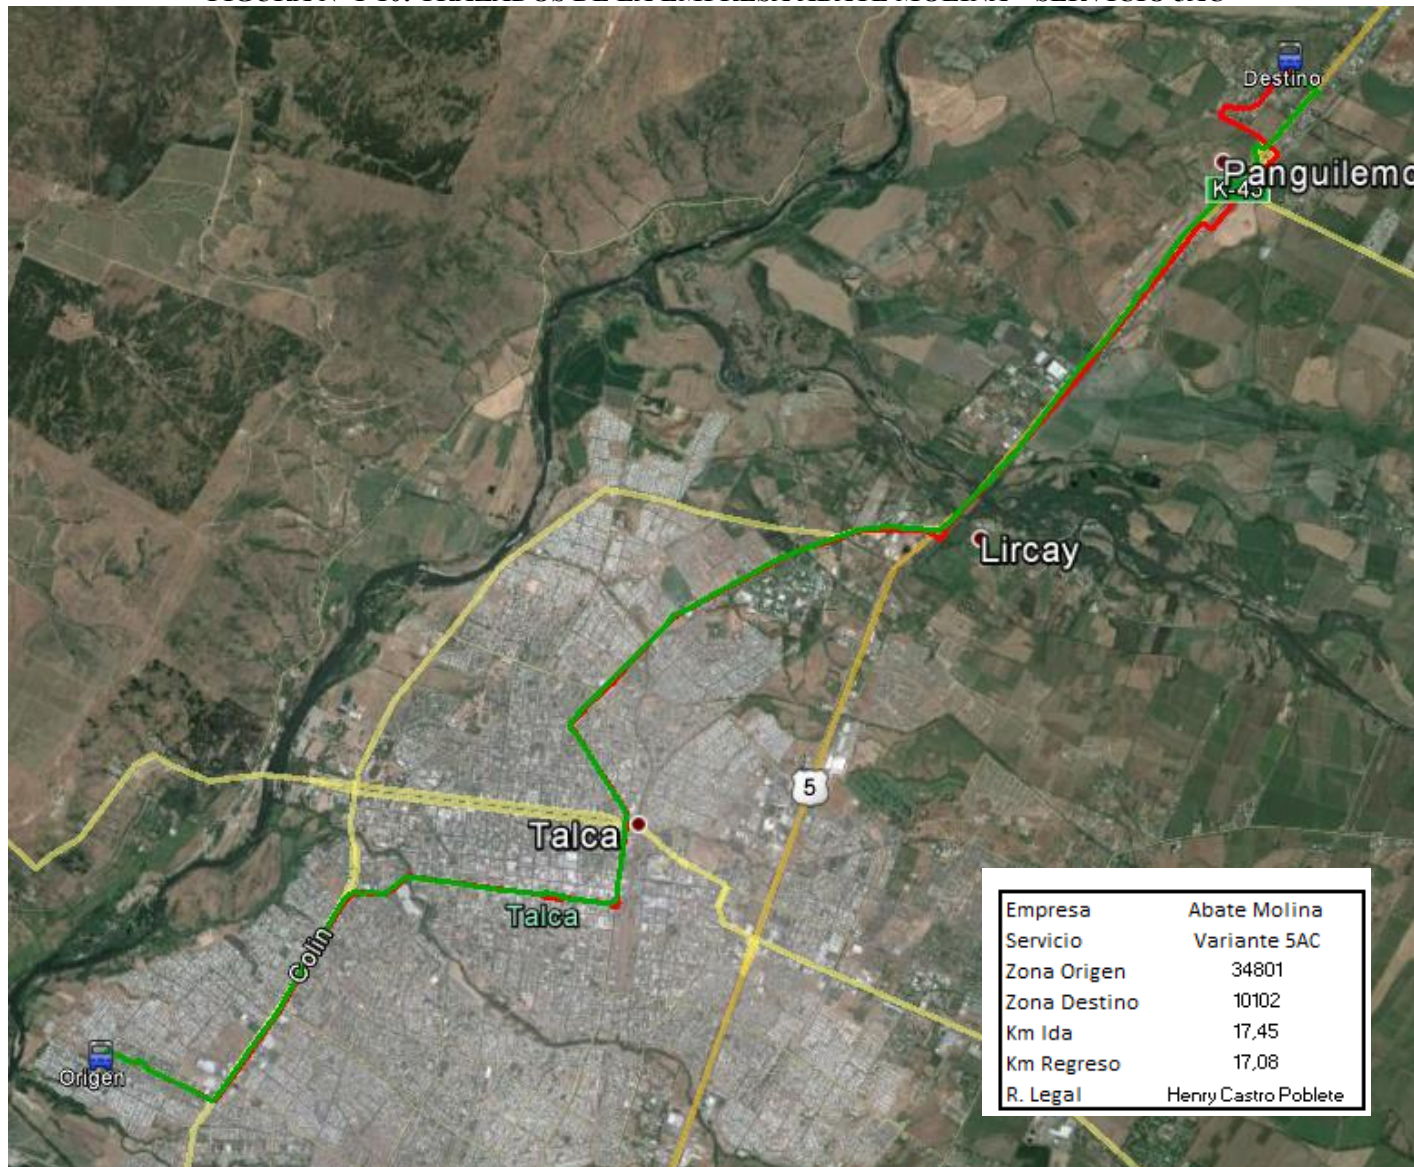 Destino
Panguilemo
K-45
Lircay
5
Talca
Talca
Colin
Origen
Empresa Abate Molina
Servicio Variante 5AC
Zona Origen 34801
Zona Destino 10102
Km Ida 17,45
Km Regreso 17,08
R. Legal Henry Castro Poblete